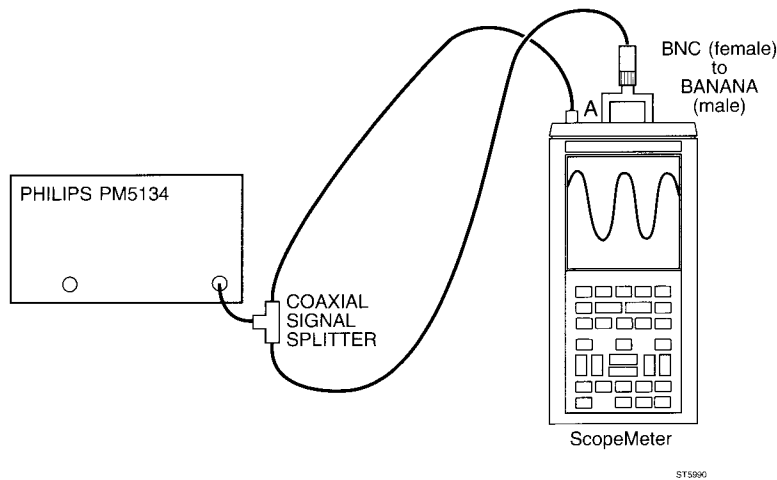 BNC (female)
to
BANANA
(male)
A
PHILIPS PM5134
COAXIAL
SIGNAL
SPLITTER
ScopeMeter
ST5990